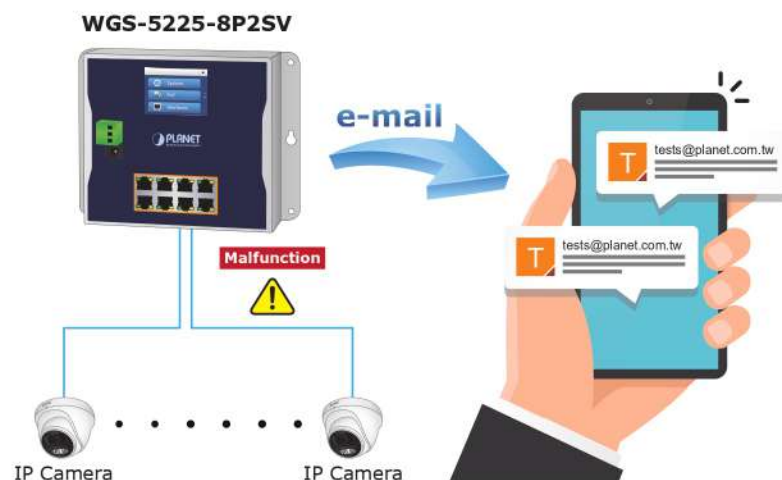 WGS-5225-8P2SV
PLANET
e-mail
T
tests@planet.com.tw
T
tests@planet.com.tw
Malfunction
IP Camera
IP Camera